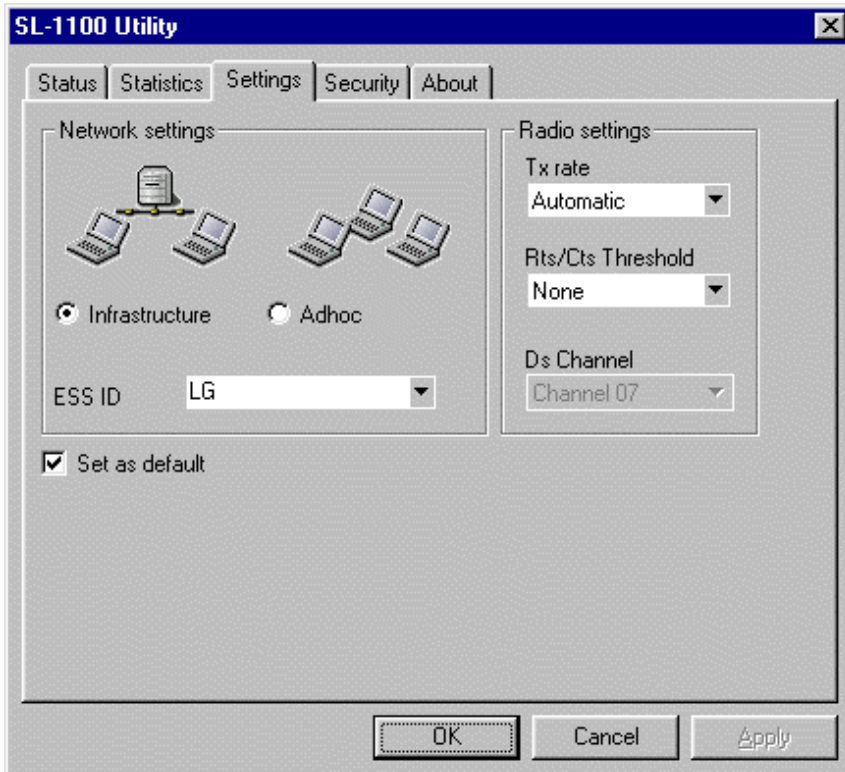 SL-1100 Utility
Status Statistics Settings Security About
Network settings
Infrastructure Adhoc
ESS ID LG
Set as default
Radio settings
Tx rate
Automatic
Rts/Cts Threshold
None
Ds Channel
Channel 07
OK Cancel Apply